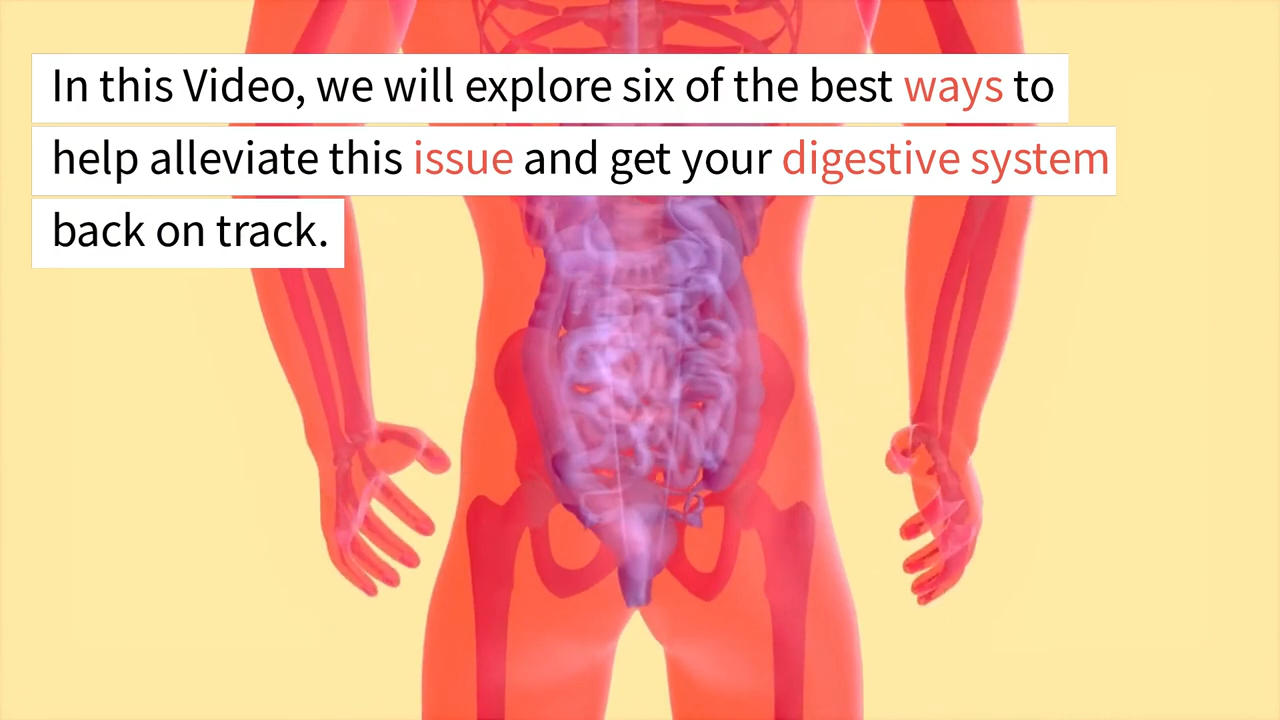 In this Video, we will explore six of the best ways to
help alleviate this issue and get your digestive system
back on track.